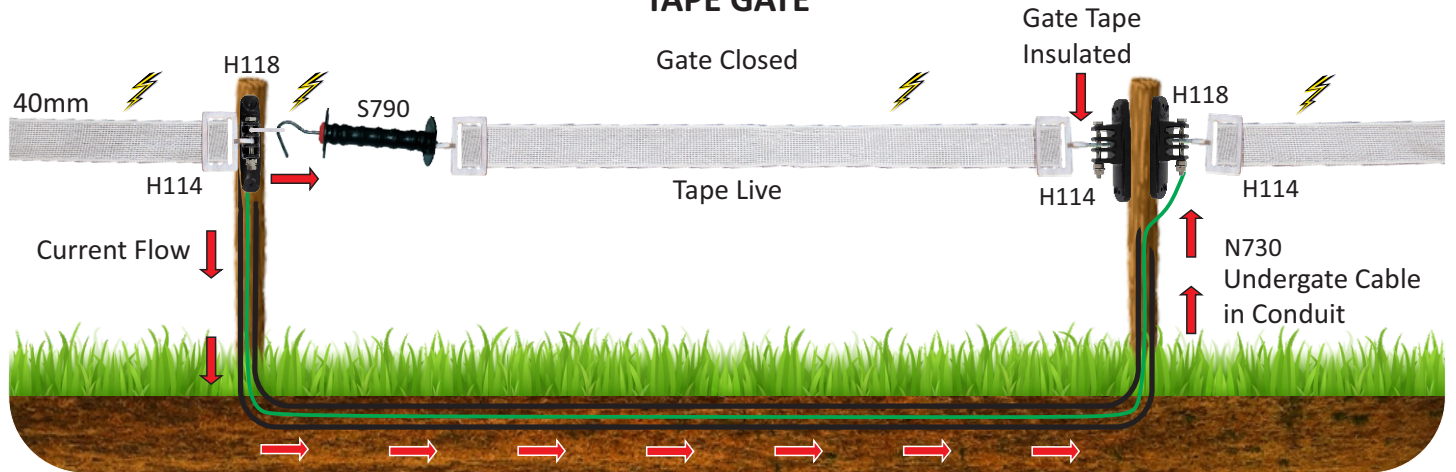 TAPE GATE
Gate Closed
Gate Tape
Insulated
H118
40mm
S790
H118
H114
Tape Live
H114
H114
Current Flow
N730
Undergate Cable
in Conduit